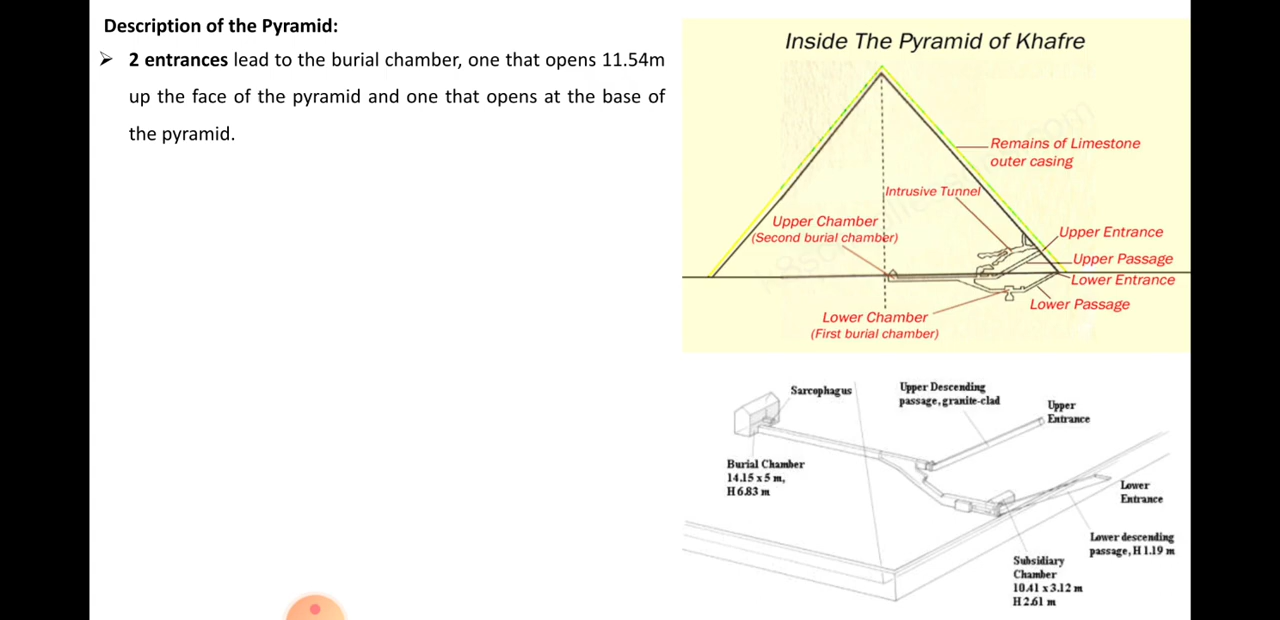 Description of the Pyramid:
➢ 2 entrances lead to the burial chamber, one that opens 11.54m
up the face of the pyramid and one that opens at the base of
the pyramid.
Inside The Pyramid of Khafre
Remains of Limestone
outer casing
Intrusive Tunnel
Upper Chamber
(Second burial chamber)
Upper Entrance
Upper Passage
Lower Entrance
Lower Passage
Lower Chamber
(First burial chamber)
Sarcophagus
Upper Descending
passage, granite-clad
Upper
Entrance
Burial Chamber
14.15 x 5 m,
H 6.83 m
Lower
Entrance
Lower descending
passage, H 1.19 m
Subsidiary
Chamber
10.41 x 3.12 m
H 2.61 m